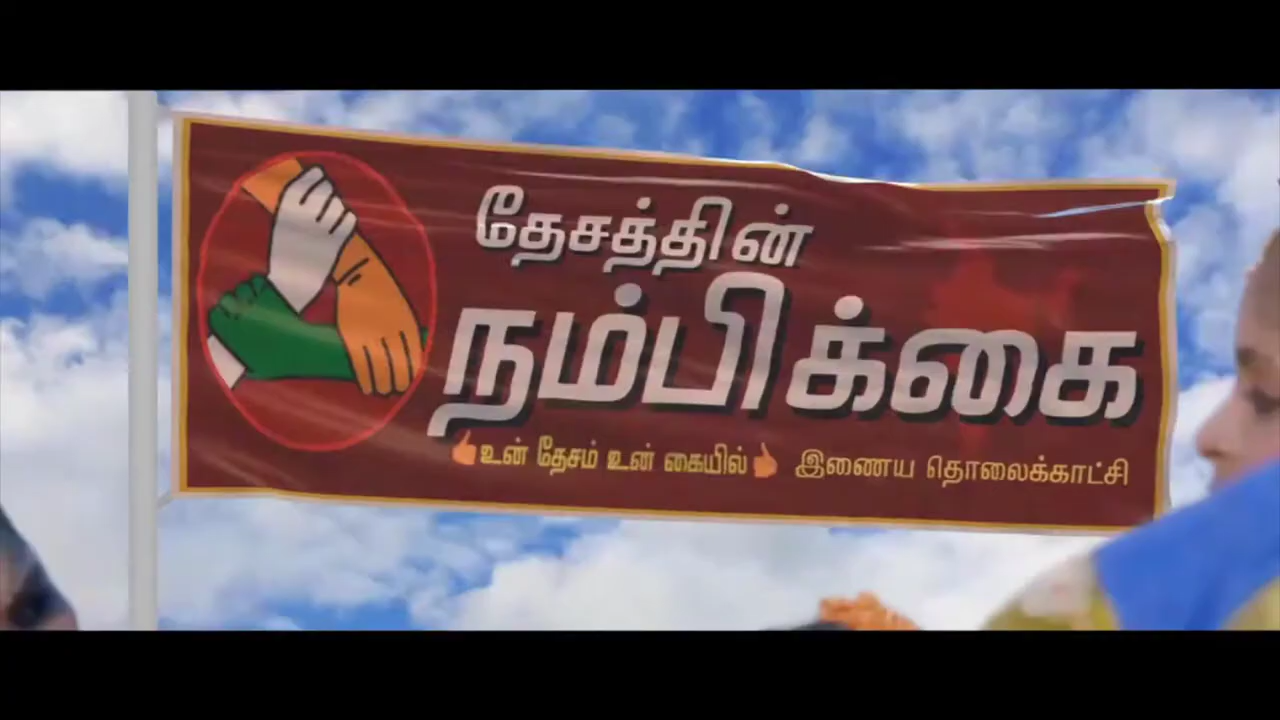 தேசத்தின்
நம்பிக்கை
உன் தேசம் உன் கையில் இணைய தொலைக்காட்சி